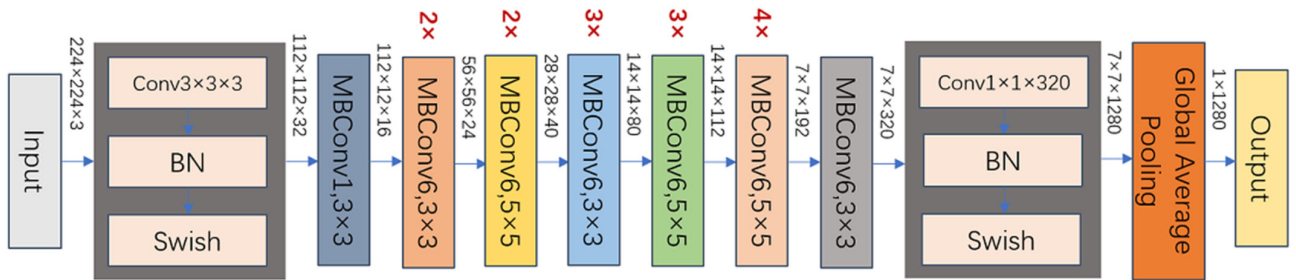 Input
224×224×3
Conv3×3×3
BN
Swish
112×112×32
MBConv1,3×3
112×12×16
2×
MBConv6,3×3
56×56×24
2×
MBConv6,5×5
28×28×40
3×
MBConv6,3×3
14×14×80
3×
MBConv6,5×5
14×14×112
4×
MBConv6,5×5
7×7×192
MBConv6,3×3
7×7×320
Conv1×1×320
BN
Swish
7×7×1280
Global Average
Pooling
1×1280
Output